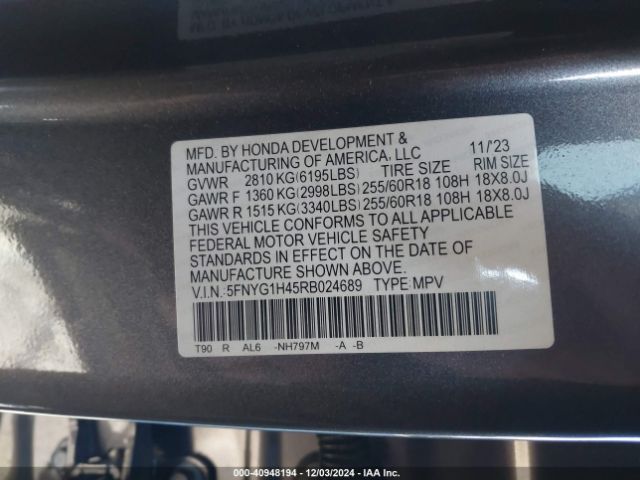 MFD. BY HONDA DEVELOPMENT &
MANUFACTURING OF AMERICA, LLC 11/'23
GVWR 2810 KG(6195LBS) TIRE SIZE RIM SIZE
GAWR F 1360 KG(2998LBS) 255/60R18 108H 18X8.0J
GAWR R 1515 KG(3340LBS) 255/60R18 108H 18X8.0J
THIS VEHICLE CONFORMS TO ALL APPLICABLE
FEDERAL MOTOR VEHICLE SAFETY
STANDARDS IN EFFECT ON THE DATE OF
MANUFACTURE SHOWN ABOVE.
V.I.N.:5FNYG1H45RB024689 TYPE:MPV
T90 R AL6 -NH797M -A -B
000-40948194 - 12/03/2024 - IAA Inc.